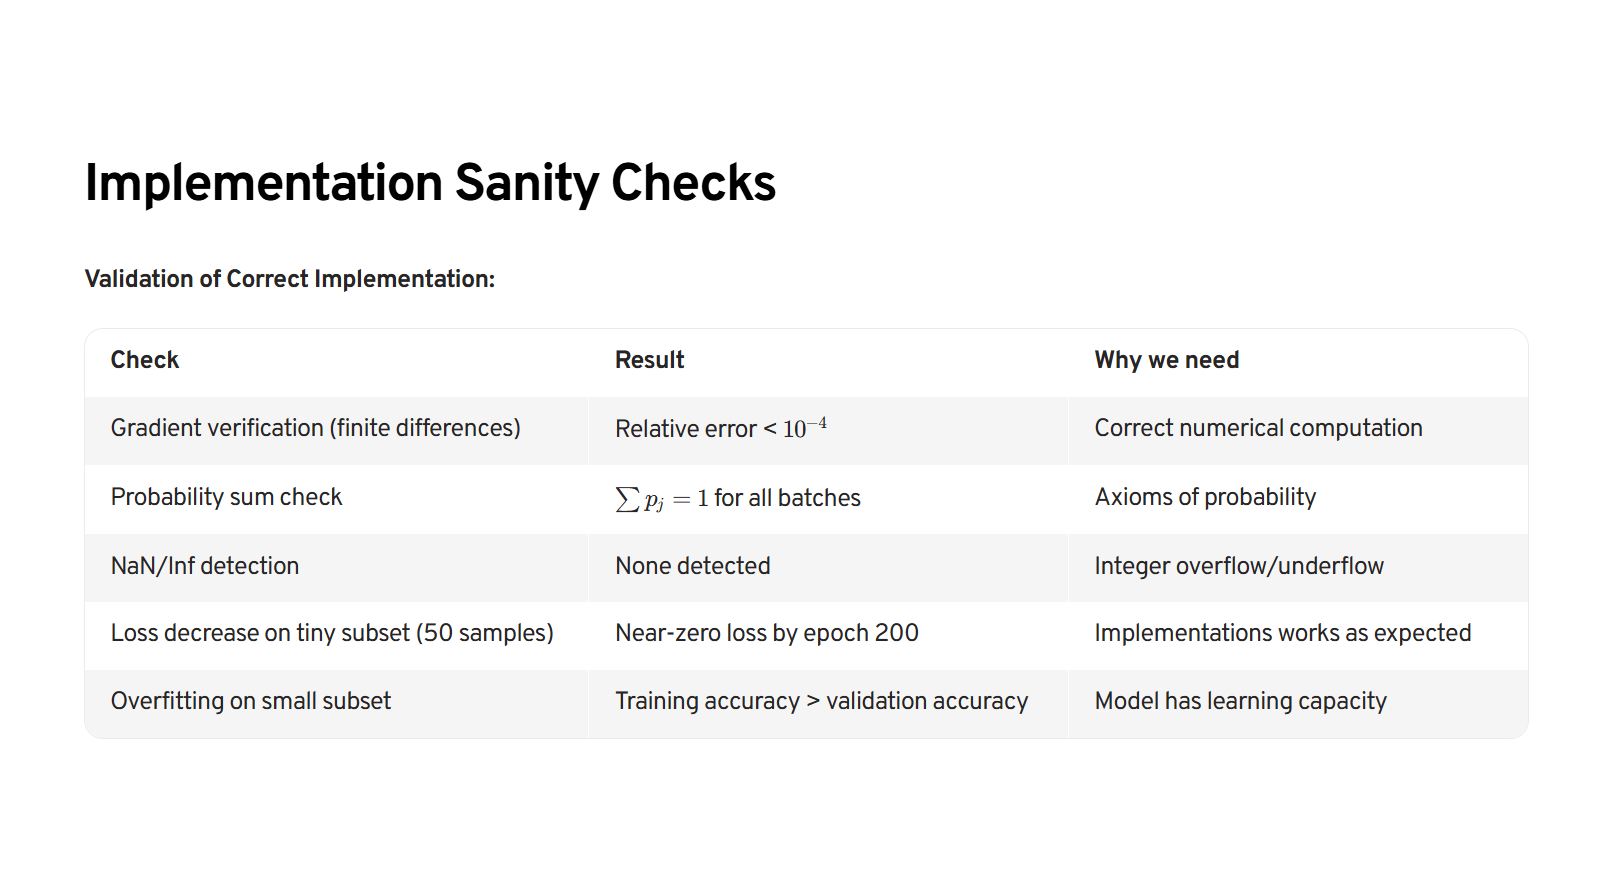 Implementation Sanity Checks
Validation of Correct Implementation:
Check Result Why we need
Gradient verification (finite differences) Relative error < 10⁻⁴ Correct numerical computation
Probability sum check ∑ pⱼ = 1 for all batches Axioms of probability
NaN/Inf detection None detected Integer overflow/underflow
Loss decrease on tiny subset (50 samples) Near-zero loss by epoch 200 Implementations works as expected
Overfitting on small subset Training accuracy > validation accuracy Model has learning capacity